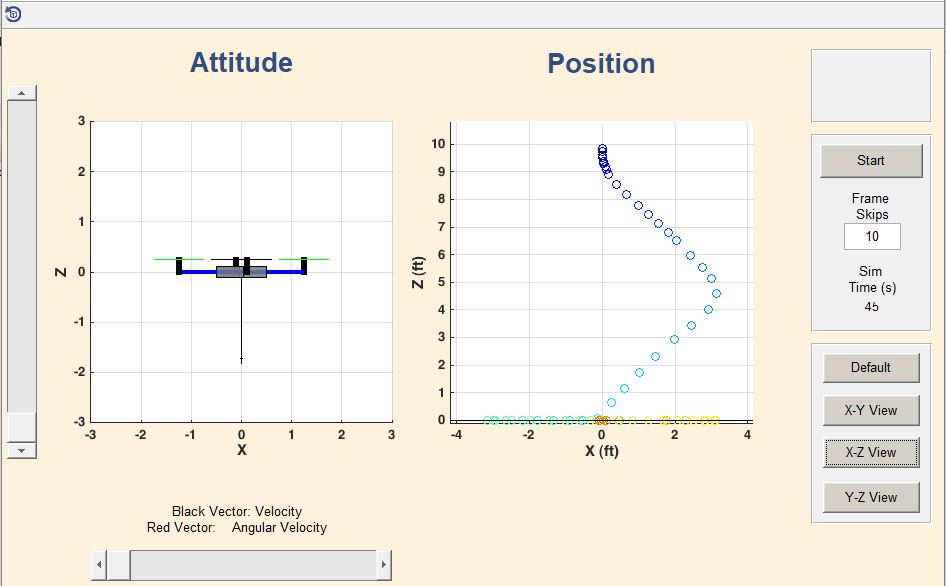 Attitude
Position
3
2
1
0
-1
-2
-3
Z
-3
-2
-1
0
1
2
3
X
10
9
8
7
6
5
4
3
2
1
0
Z (ft)
-4
-2
0
2
4
X (ft)
Black Vector: Velocity
Red Vector: Angular Velocity
Start
Frame
Skips
10
Sim
Time (s)
45
Default
X-Y View
X-Z View
Y-Z View